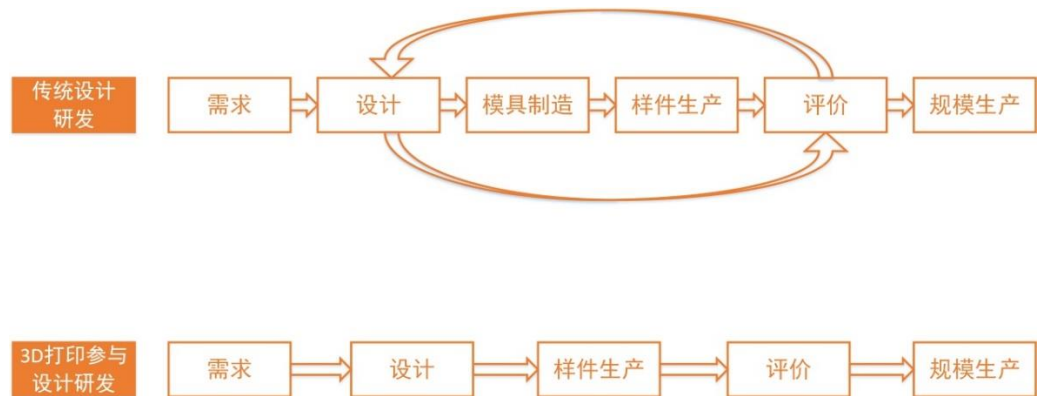 传统设计
研发
需求
设计
模具制造
样件生产
评价
规模生产
3D打印参与
设计研发
需求
设计
样件生产
评价
规模生产